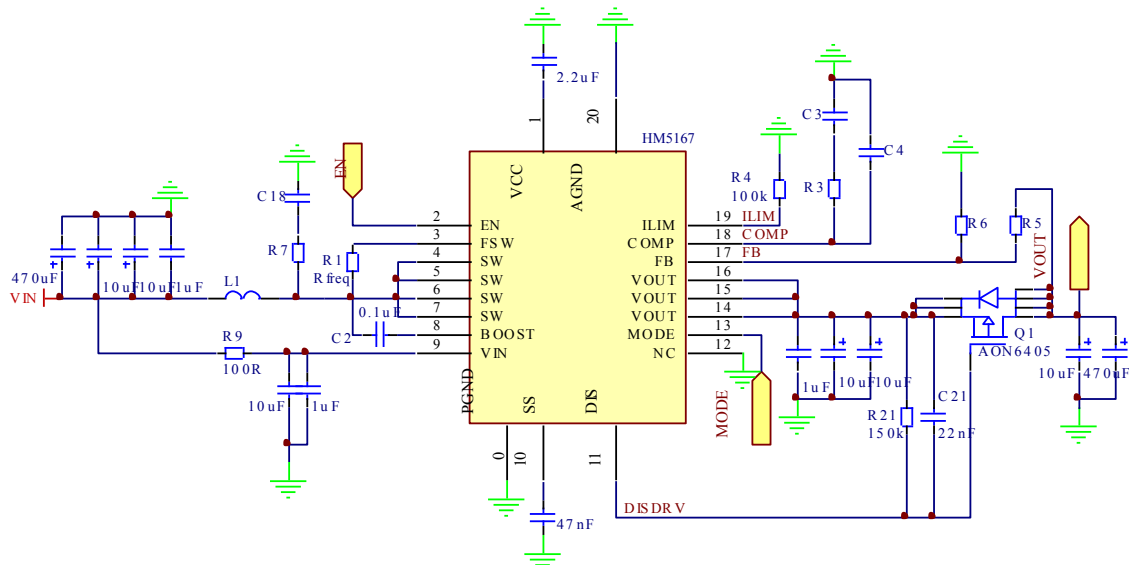 2.2uF
HM5167
1
20
VCC
AGND
EN
C18
R7
R1
Rfreq
470uF
10uF
10uF
1uF
VIN
L1
0.1uF
C2
R9
100R
10uF
1uF
2
EN
3
FSW
4
SW
5
SW
6
SW
7
SW
8
BOOST
9
VIN
PGND
SS
DIS
0
10
11
47nF
ILIM
19
ILIM
COMP
18
COMP
FB
17
FB
VOUT
16
VOUT
15
VOUT
14
MODE
13
NC
12
R4
100k
C3
C4
R3
R6
R5
VOUT
MODE
1uF
10uF
10uF
R21
150k
C21
22nF
Q1
AON6405
10uF
470uF
DISDRV